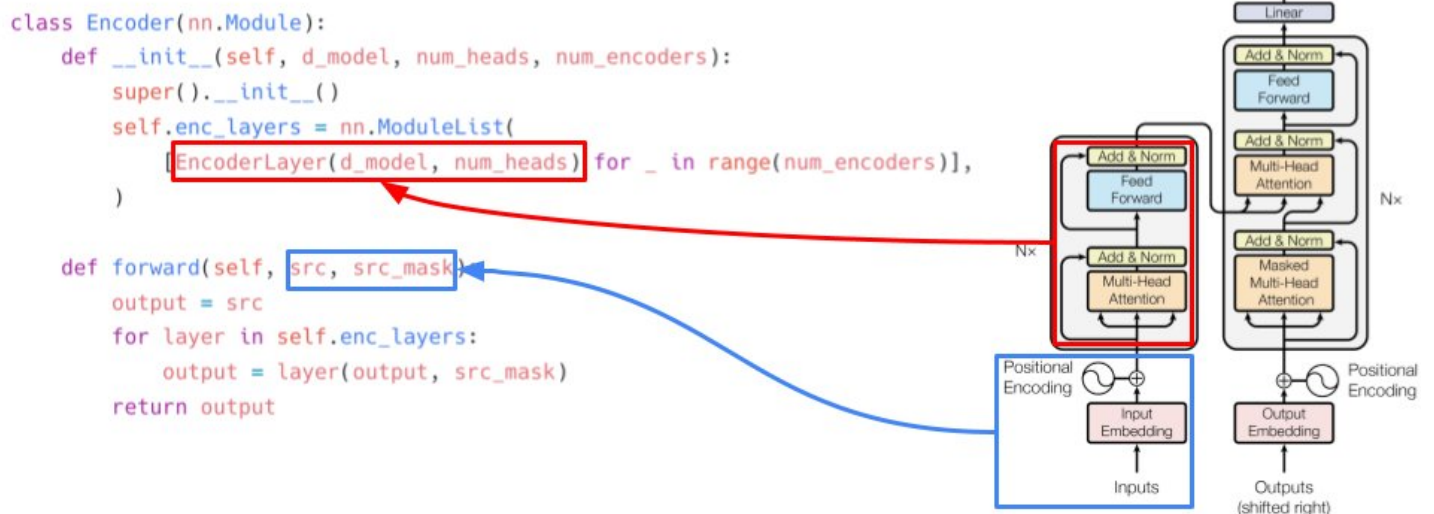 class Encoder(nn.Module):
    def __init__(self, d_model, num_heads, num_encoders):
        super().__init__()
        self.enc_layers = nn.ModuleList(
            [EncoderLayer(d_model, num_heads) for _ in range(num_encoders)],
        )
    def forward(self, src, src_mask):
        output = src
        for layer in self.enc_layers:
            output = layer(output, src_mask)
        return output
Nx
Add & Norm
Feed
Forward
Add & Norm
Multi-Head
Attention
Positional
Encoding
Input
Embedding
Inputs
Linear
Add & Norm
Feed
Forward
Add & Norm
Multi-Head
Attention
Nx
Add & Norm
Masked
Multi-Head
Attention
Positional
Encoding
Output
Embedding
Outputs
(shifted right)